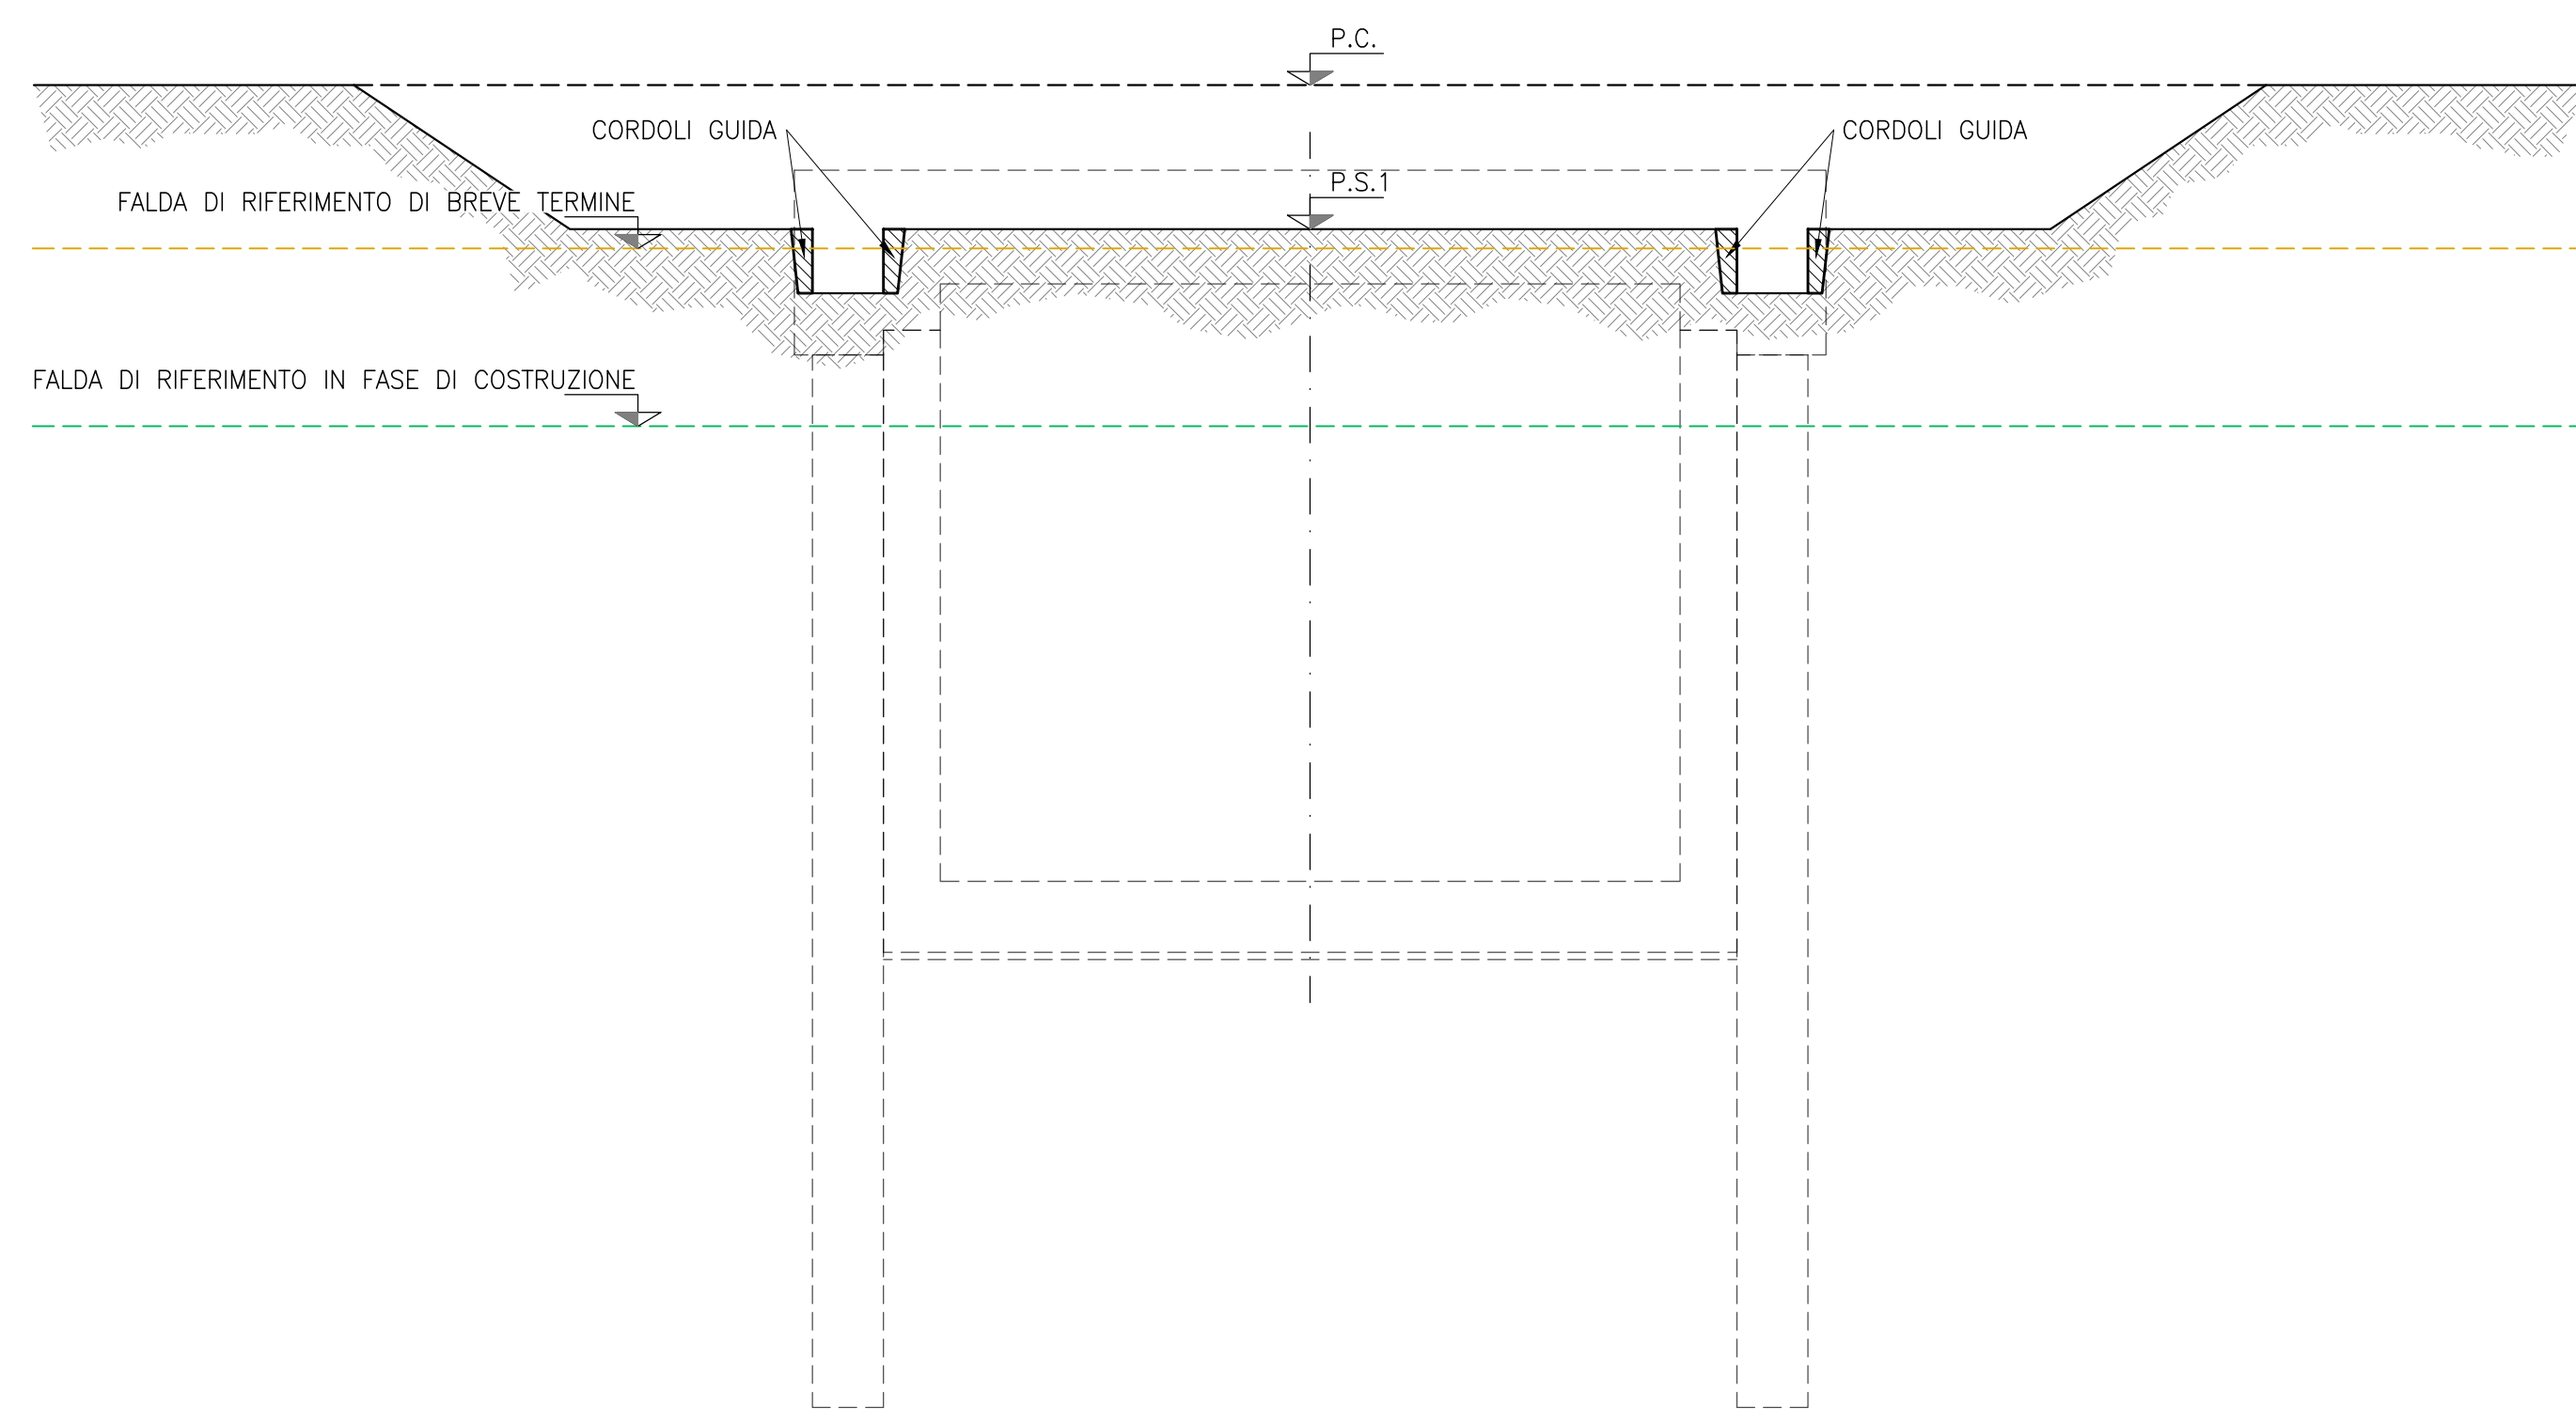 P.C.
CORDOLI GUIDA
CORDOLI GUIDA
P.S.1
FALDA DI RIFERIMENTO DI BREVE TERMINE
FALDA DI RIFERIMENTO IN FASE DI COSTRUZIONE